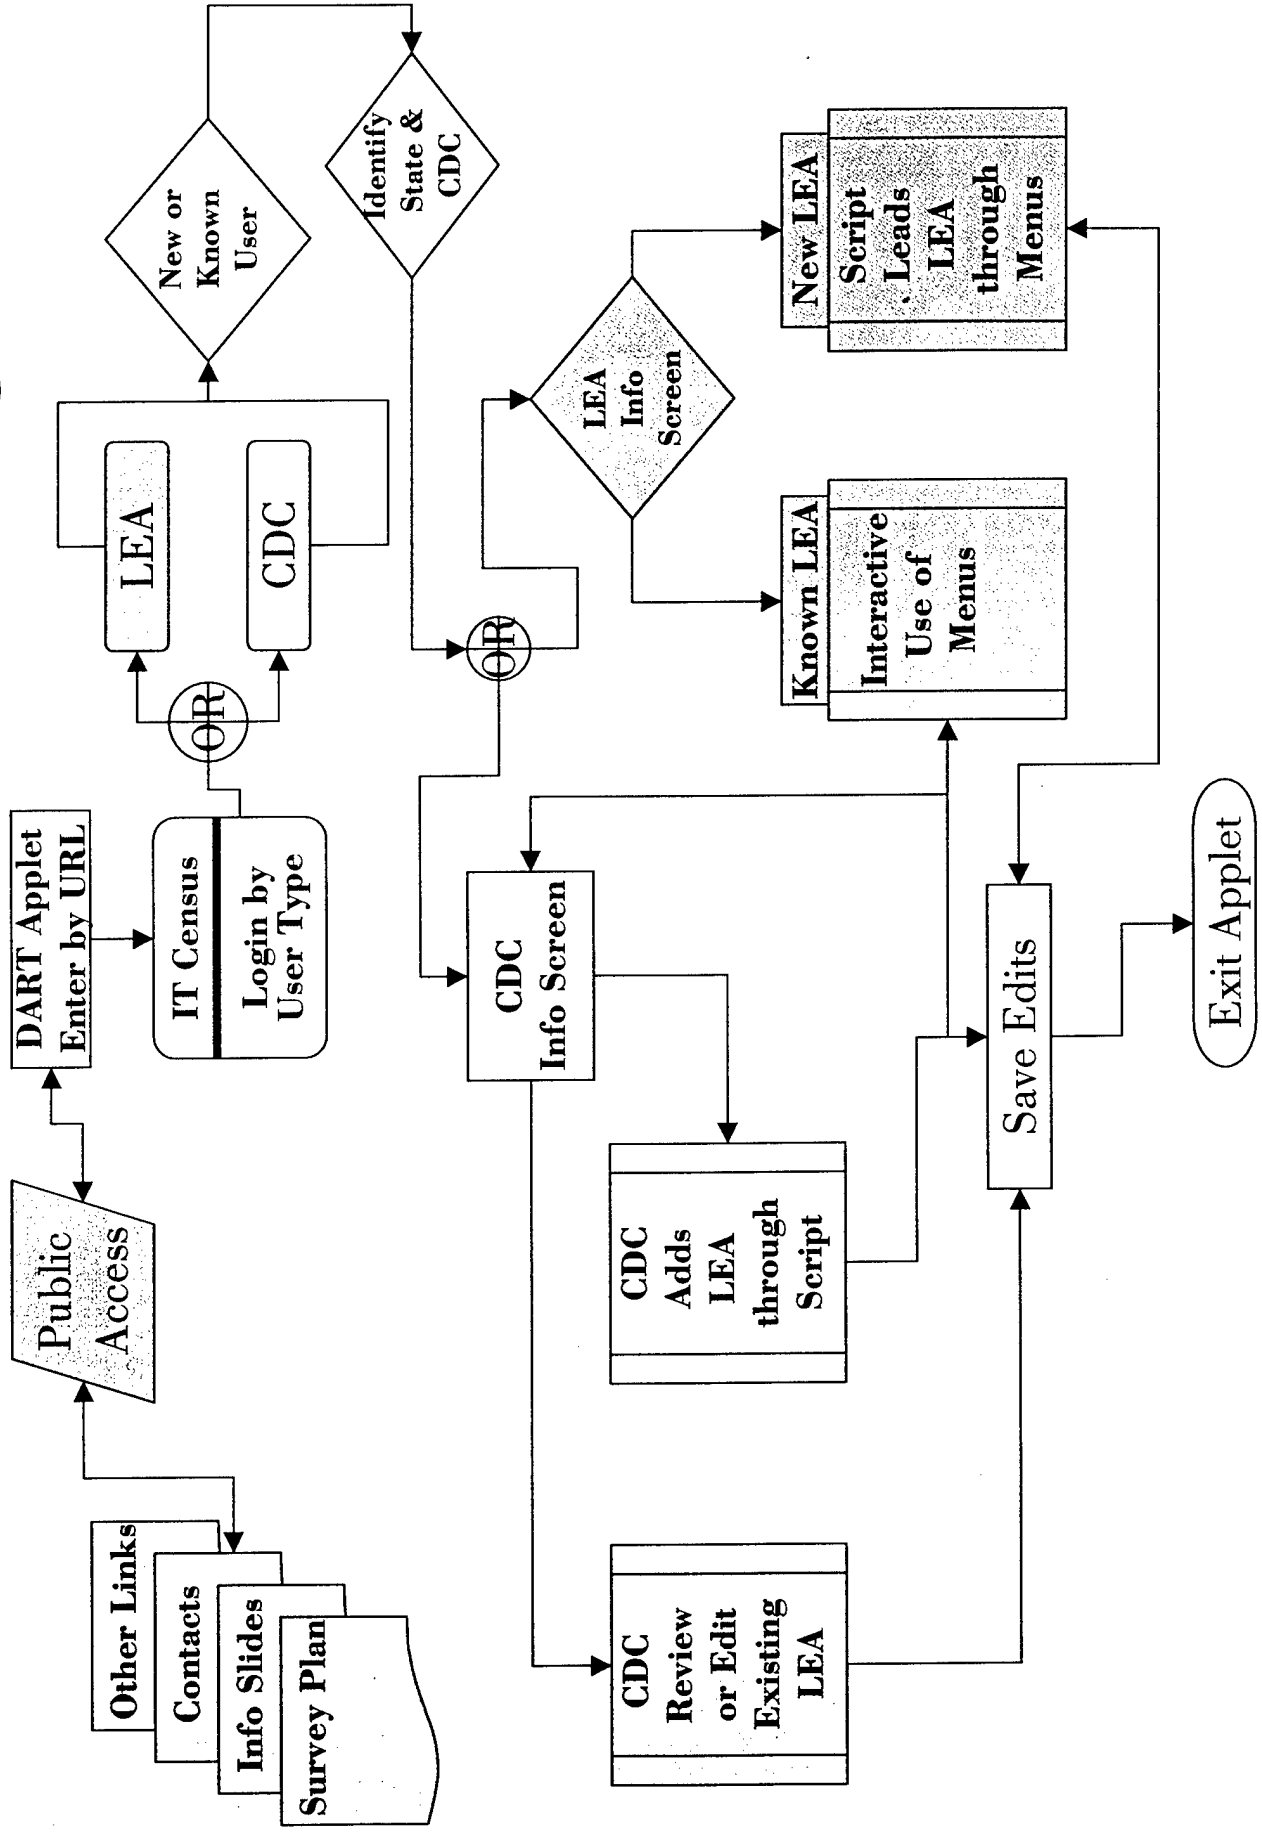 Other Links
Contacts
Info Slides
Survey Plan
Public
Access
DART Applet
Enter by URL
IT Census
Login by
User Type
OR
LEA
CDC
New or
Known
User
Identify
State &
CDC
OR
CDC
Info Screen
LEA
Info
Screen
CDC
Review
or Edit
Existing
LEA
CDC
Adds
LEA
through
Script
Known LEA
Interactive
Use of
Menus
New LEA
Script
Leads
LEA
through
Menus
Save Edits
Exit Applet